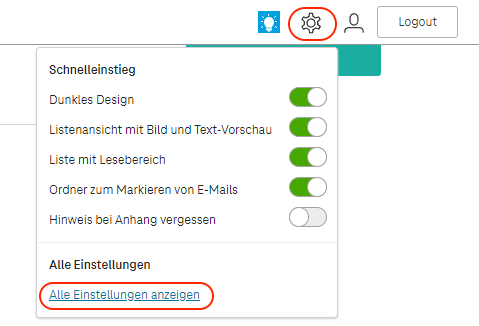 Logout
Schnelleinstieg
Dunkles Design
Listenansicht mit Bild und Text-Vorschau
Liste mit Lesebereich
Ordner zum Markieren von E-Mails
Hinweis bei Anhang vergessen
Alle Einstellungen
Alle Einstellungen anzeigen